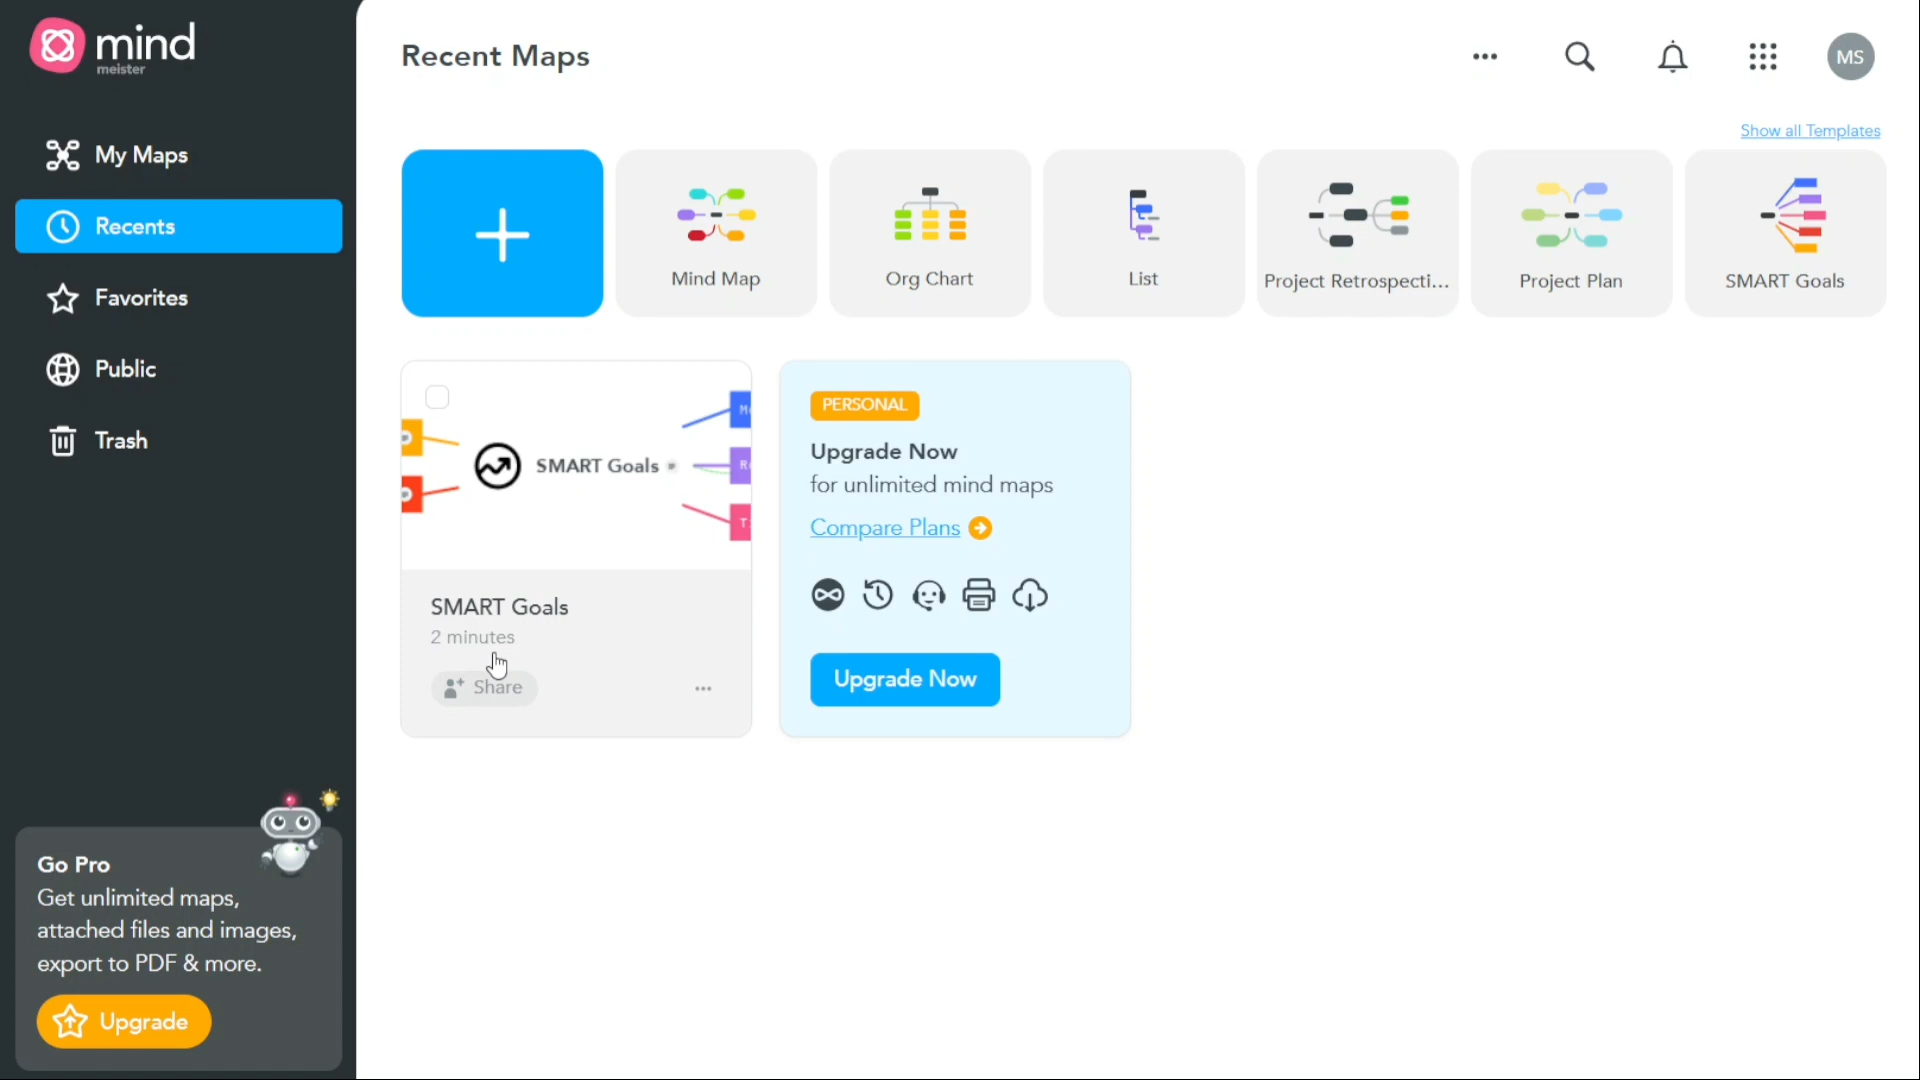 mind
meister
My Maps
Recents
Favorites
Public
Trash
Go Pro
Get unlimited maps,
attached files and images,
export to PDF & more.
Upgrade
Recent Maps
MS
Show all Templates
Mind Map
Org Chart
List
Project Retrospecti...
Project Plan
SMART Goals
SMART Goals
SMART Goals
2 minutes
Share
PERSONAL
Upgrade Now
for unlimited mind maps
Compare Plans
Upgrade Now